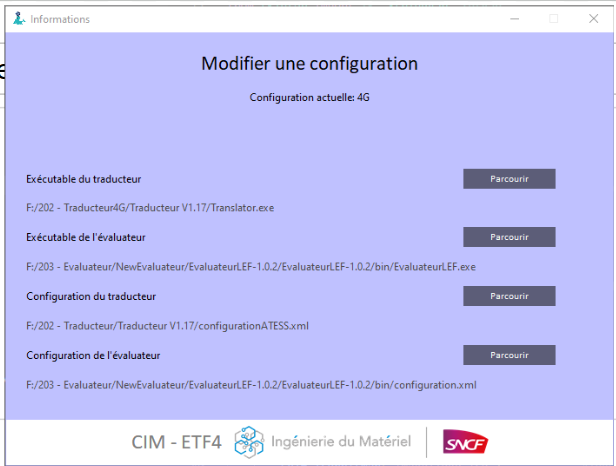 Informations
Modifier une configuration
Configuration actuelle: 4G
Exécutable du traducteur
Parcourir
F:/202 - Traducteur4G/Traducteur V1.17/Translator.exe
Exécutable de l'évaluateur
Parcourir
F:/203 - Evaluateur/NewEvaluateur/EvaluateurLEF-1.0.2/EvaluateurLEF-1.0.2/bin/EvaluateurLEF.exe
Configuration du traducteur
Parcourir
F:/202 - Traducteur/Traducteur V1.17/configurationATESS.xml
Configuration de l'évaluateur
Parcourir
F:/203 - Evaluateur/NewEvaluateur/EvaluateurLEF-1.0.2/EvaluateurLEF-1.0.2/bin/configuration.xml
CIM - ETF4 Ingénierie du Matériel SNCF